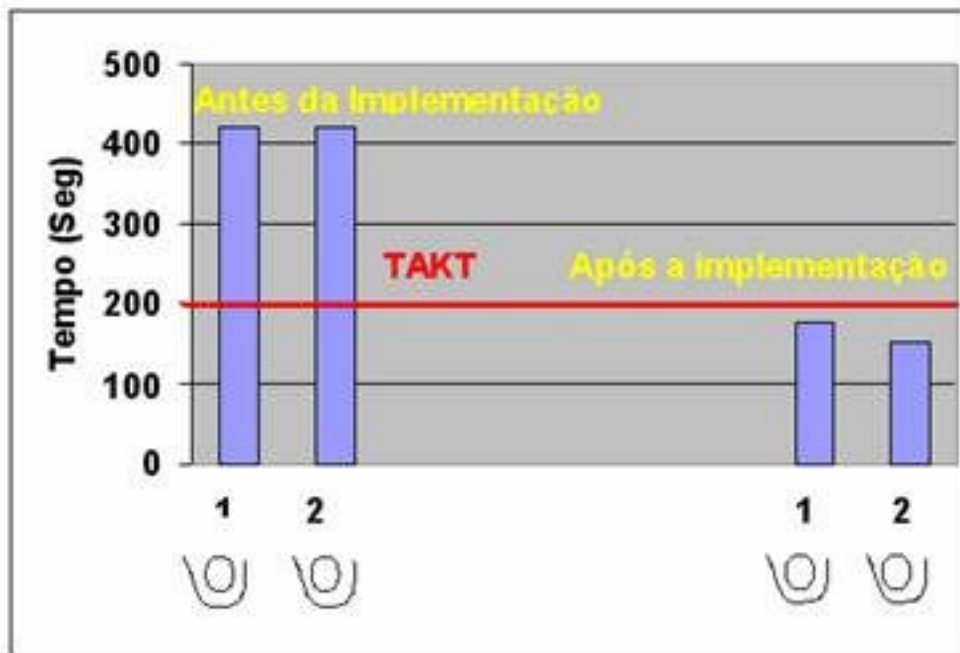 500
Antes da Implementação
400
300
TAKT
Após a implementação
200
100
0
Tempo (Seg)
1 2 1 2